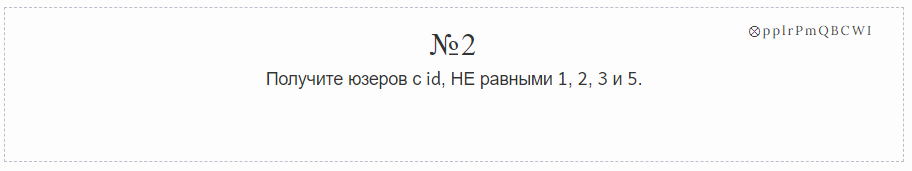 ⊗pplrPmQBCWI
№2
Получите юзеров с id, НЕ равными 1, 2, 3 и 5.